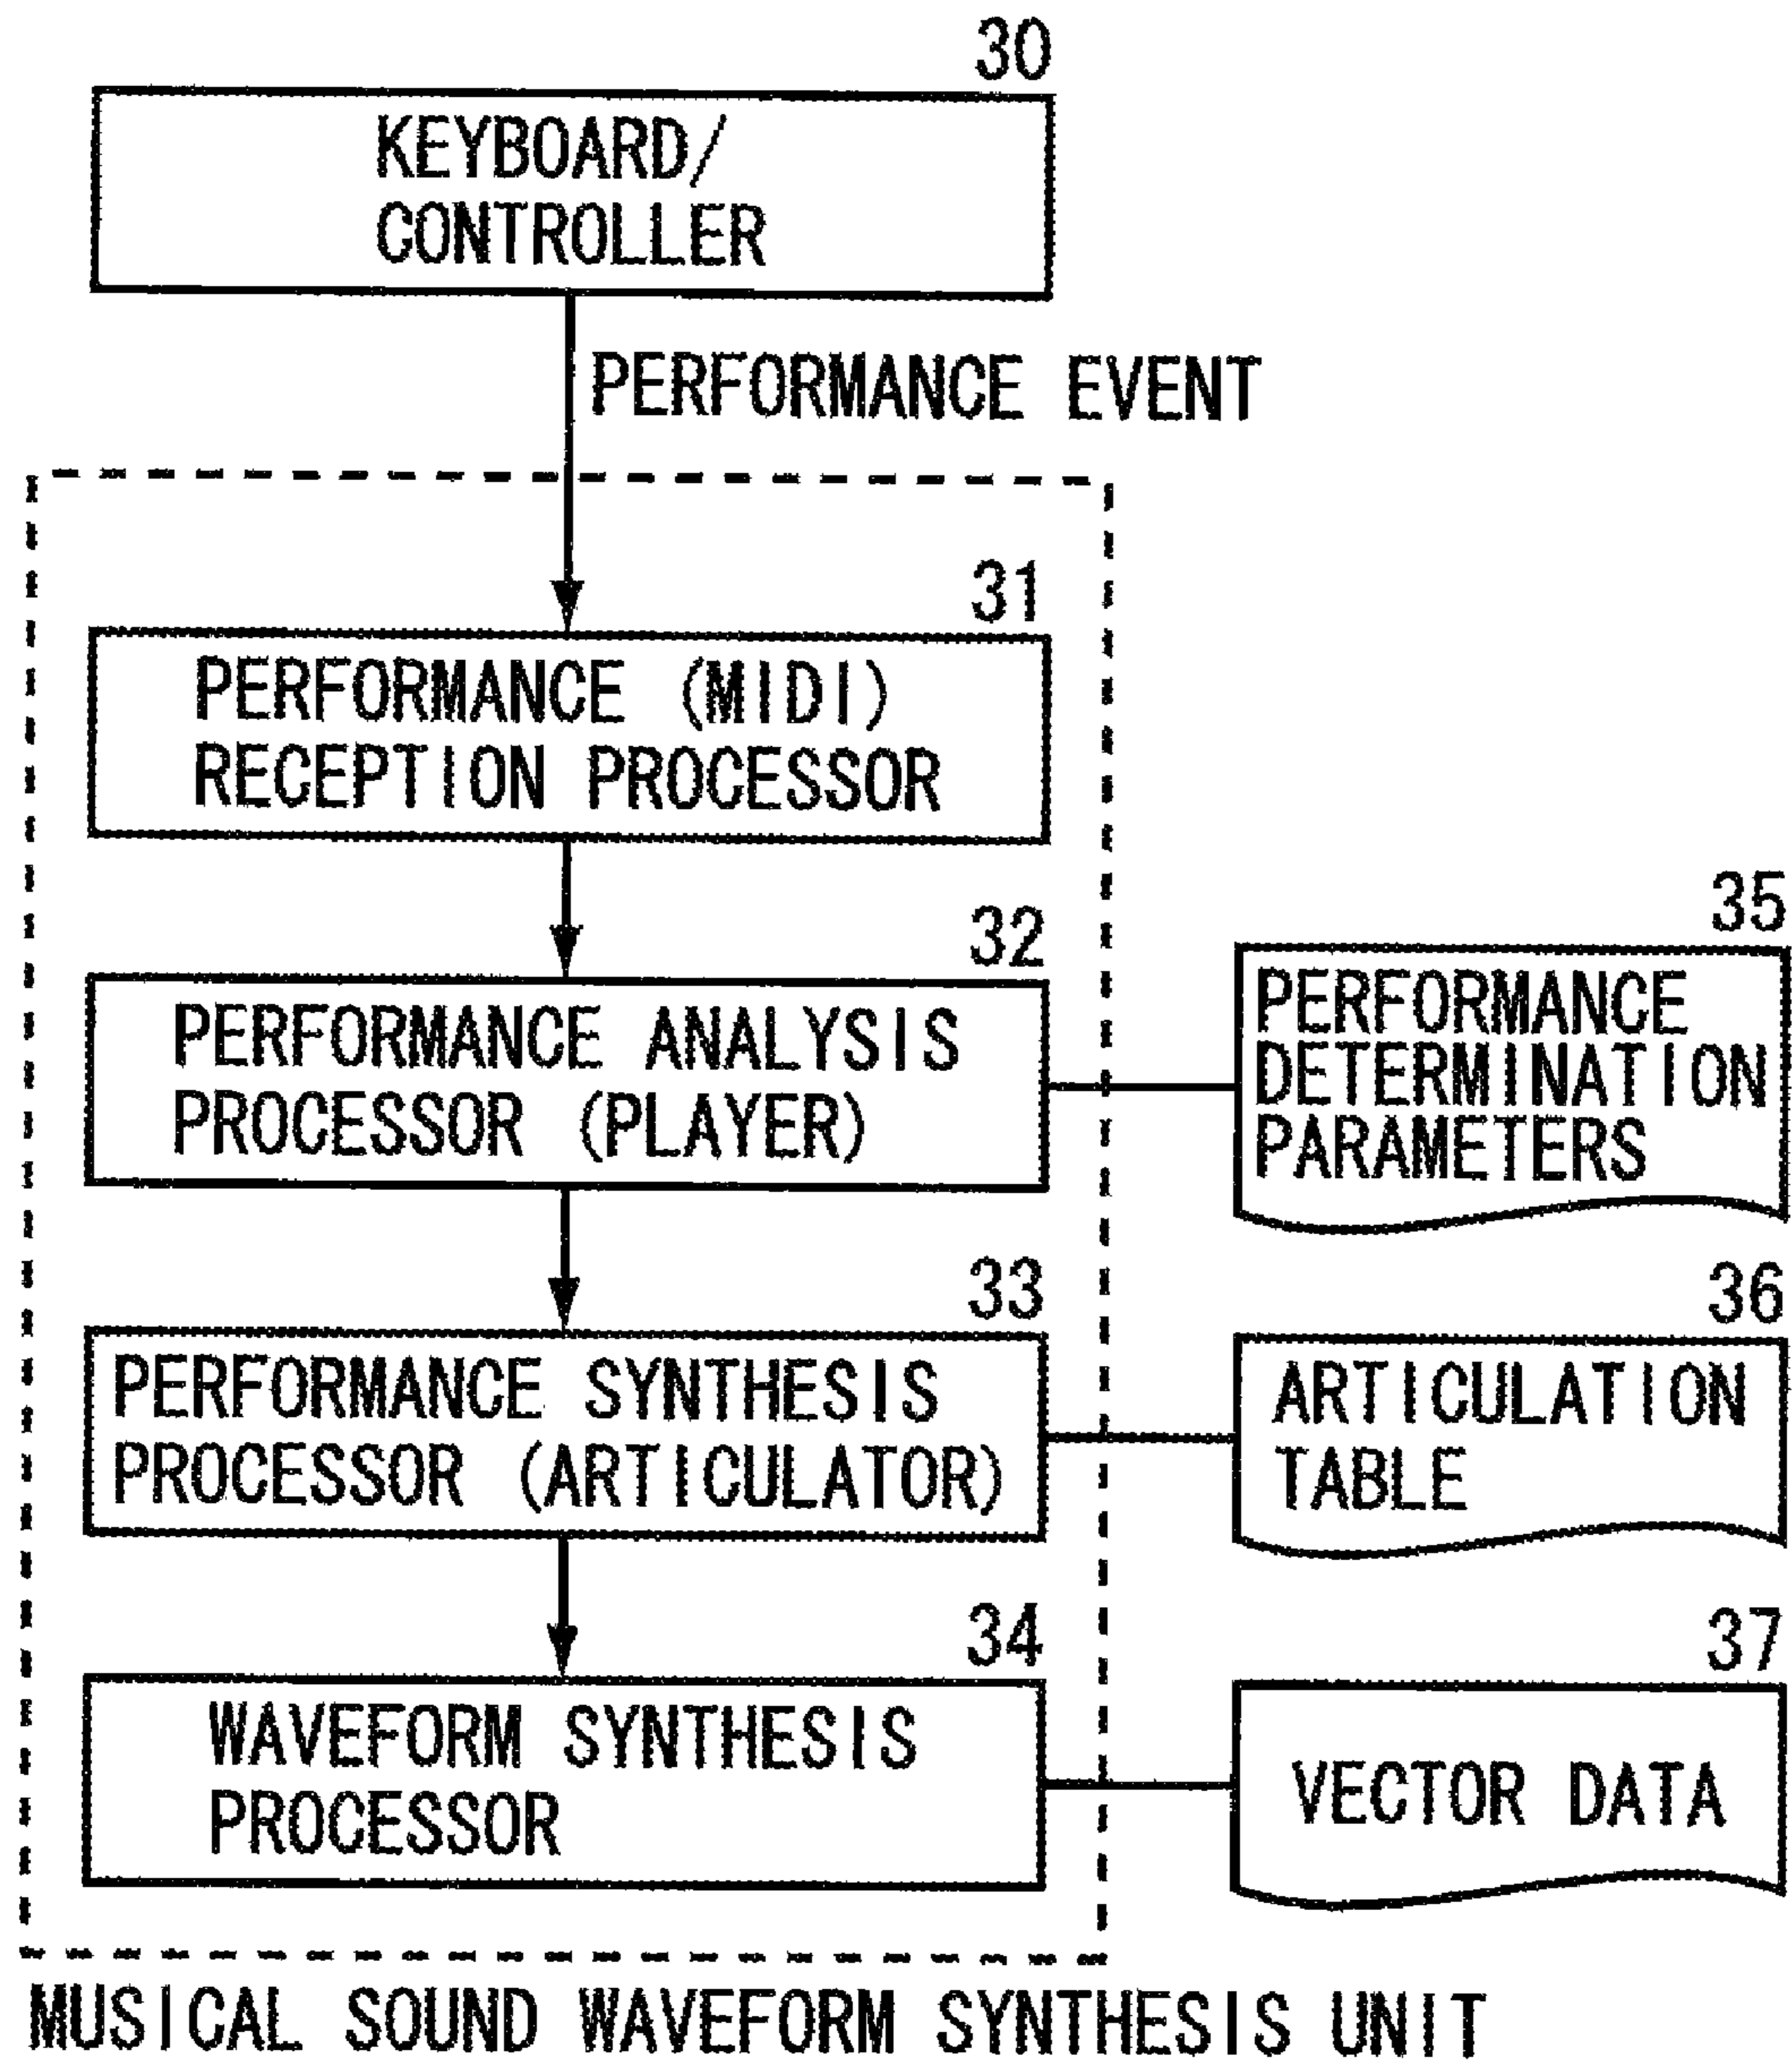 30
KEYBOARD/
CONTROLLER
PERFORMANCE EVENT
31
PERFORMANCE (MIDI)
RECEPTION PROCESSOR
32
PERFORMANCE ANALYSIS
PROCESSOR (PLAYER)
35
PERFORMANCE
DETERMINATION
PARAMETERS
33
PERFORMANCE SYNTHESIS
PROCESSOR (ARTICULATOR)
36
ARTICULATION
TABLE
34
WAVEFORM SYNTHESIS
PROCESSOR
37
VECTOR DATA
MUSICAL SOUND WAVEFORM SYNTHESIS UNIT